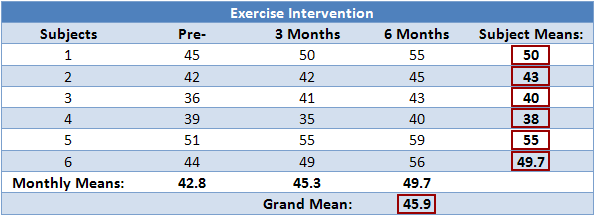 Exercise Intervention
Subjects Pre- 3 Months 6 Months Subject Means:
1 45 50 55 50
2 42 42 45 43
3 36 41 43 40
4 39 35 40 38
5 51 55 59 55
6 44 49 56 49.7
Monthly Means: 42.8 45.3 49.7
Grand Mean: 45.9